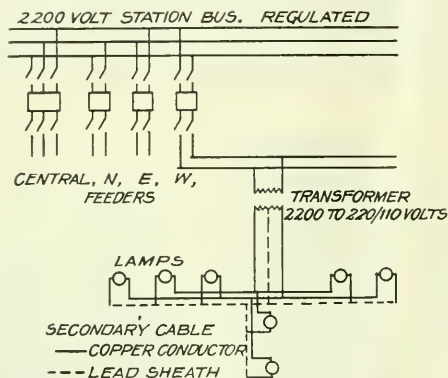 2200 VOLT STATION BUS. REGULATED
CENTRAL, N, E, W,
FEEDERS
TRANSFORMER
2200 TO 220/110 VOLTS
LAMPS
SECONDARY CABLE
— COPPER CONDUCTOR
--- LEAD SHEATH